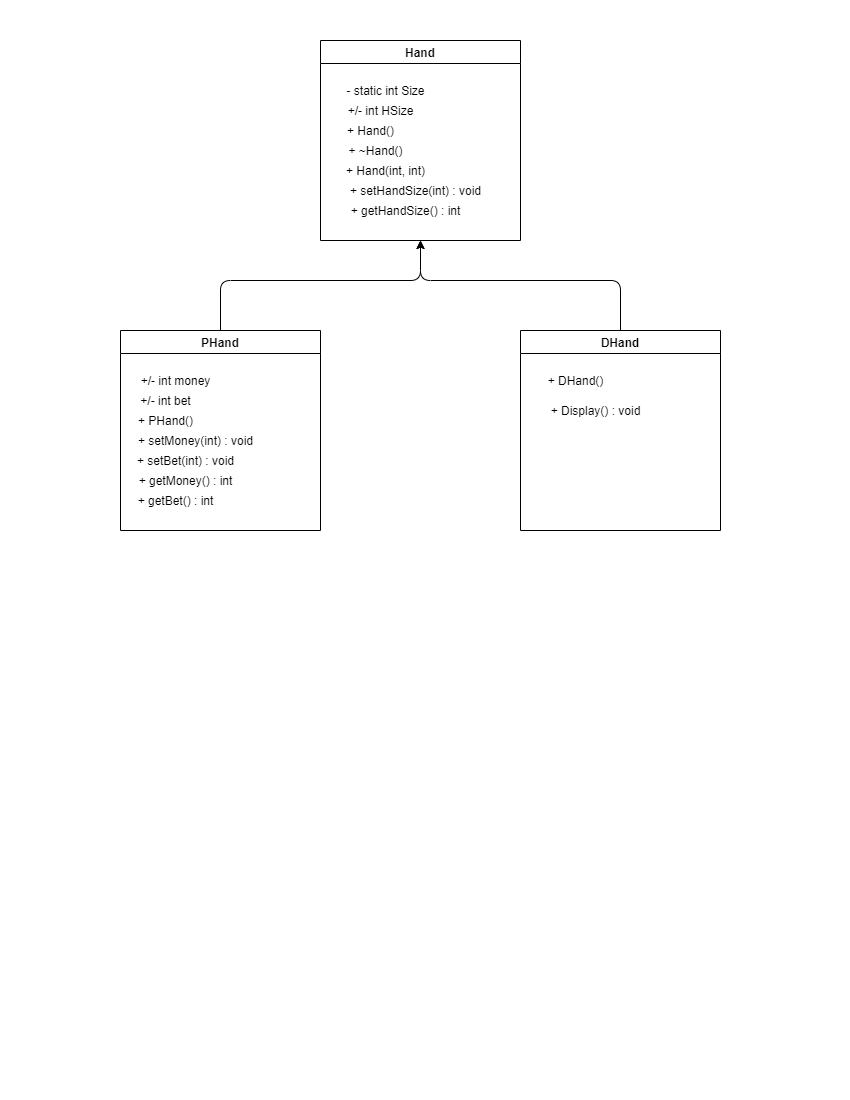 Hand
- static int Size
+/- int HSize
+ Hand()
+ ~Hand()
+ Hand(int, int)
+ setHandSize(int) : void
+ getHandSize() : int
PHand
+/- int money
+/- int bet
+ PHand()
+ setMoney(int) : void
+ setBet(int) : void
+ getMoney() : int
+ getBet() : int
DHand
+ DHand()
+ Display() : void